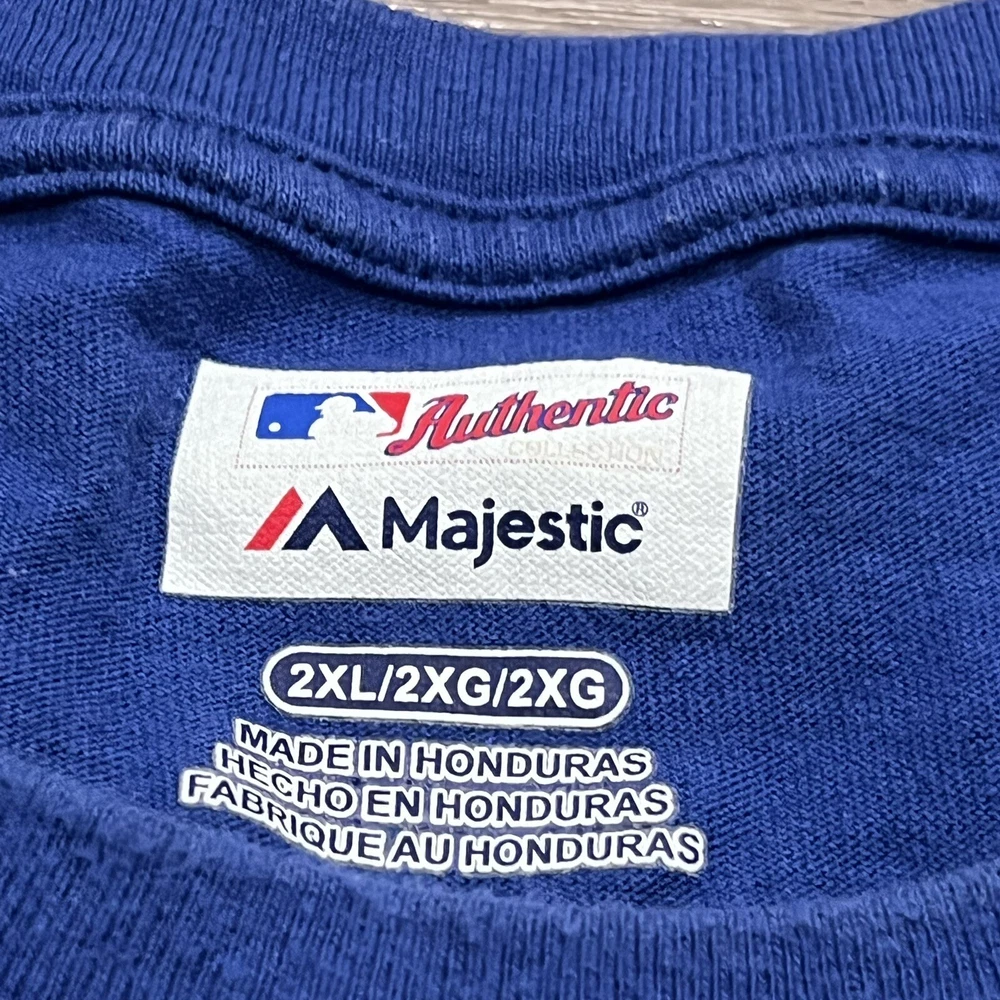 Authentic
COLLECTION
Majestic®
2XL/2XG/2XG
MADE IN HONDURAS
HECHO EN HONDURAS
FABRIQUE AU HONDURAS